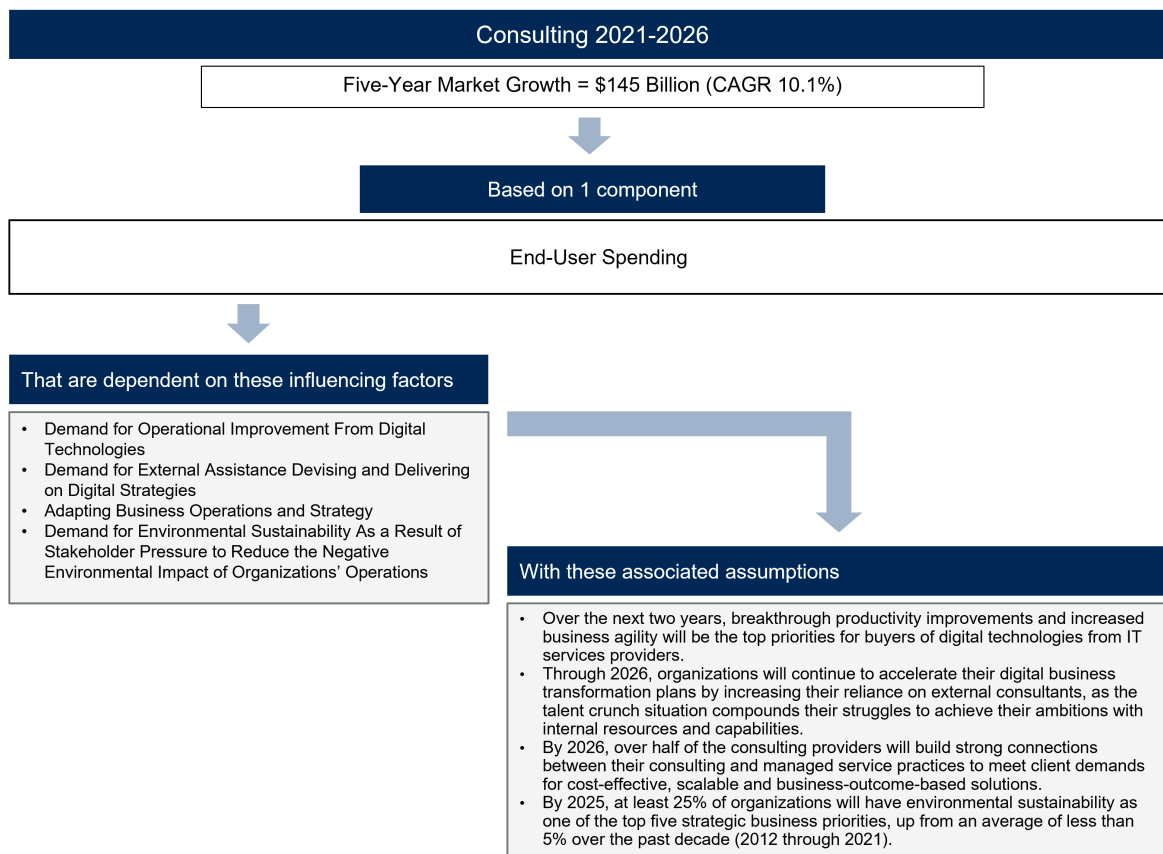 Consulting 2021-2026
Five-Year Market Growth = $145 Billion (CAGR 10.1%)
Based on 1 component
End-User Spending
That are dependent on these influencing factors
• Demand for Operational Improvement From Digital
Technologies
• Demand for External Assistance Devising and Delivering
on Digital Strategies
• Adapting Business Operations and Strategy
• Demand for Environmental Sustainability As a Result of
Stakeholder Pressure to Reduce the Negative
Environmental Impact of Organizations’ Operations
With these associated assumptions
• Over the next two years, breakthrough productivity improvements and increased
business agility will be the top priorities for buyers of digital technologies from IT
services providers.
• Through 2026, organizations will continue to accelerate their digital business
transformation plans by increasing their reliance on external consultants, as the
talent crunch situation compounds their struggles to achieve their ambitions with
internal resources and capabilities.
• By 2026, over half of the consulting providers will build strong connections
between their consulting and managed service practices to meet client demands
for cost-effective, scalable and business-outcome-based solutions.
• By 2025, at least 25% of organizations will have environmental sustainability as
one of the top five strategic business priorities, up from an average of less than
5% over the past decade (2012 through 2021).